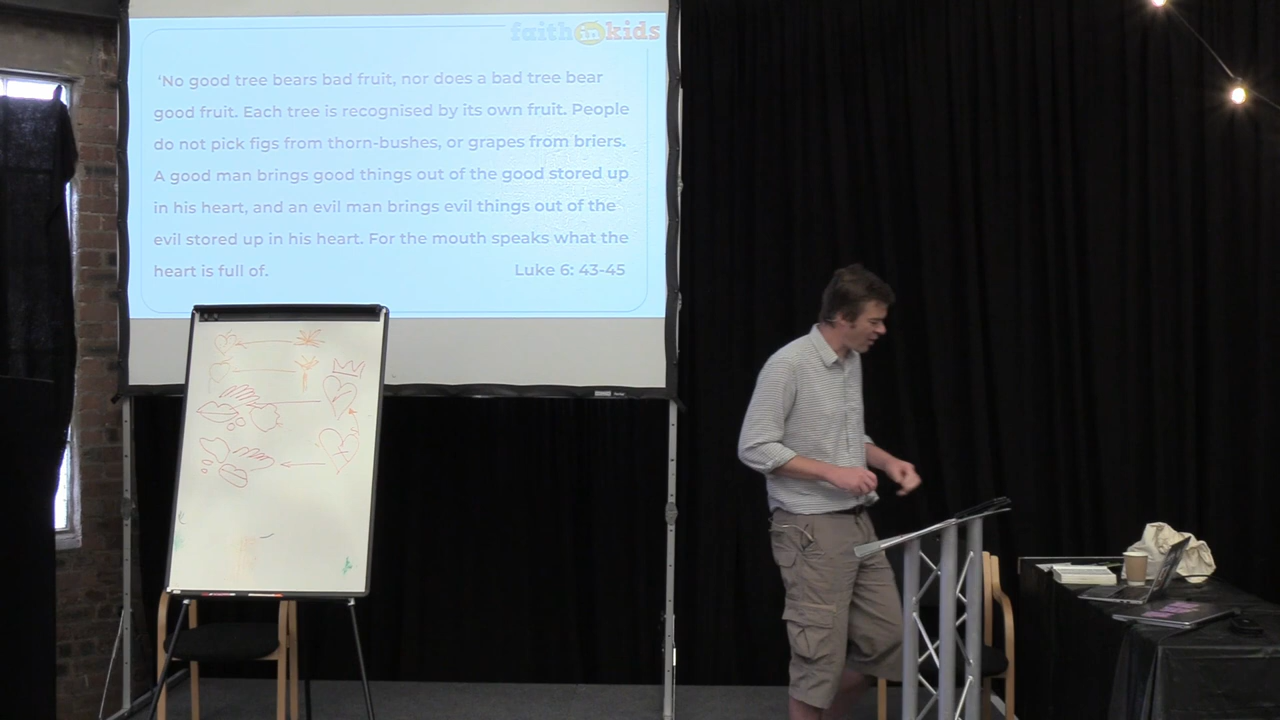 faith in kids
‘No good tree bears bad fruit, nor does a bad tree bear
good fruit. Each tree is recognised by its own fruit. People
do not pick figs from thorn-bushes, or grapes from briers.
A good man brings good things out of the good stored up
in his heart, and an evil man brings evil things out of the
evil stored up in his heart. For the mouth speaks what the
heart is full of. Luke 6: 43-45